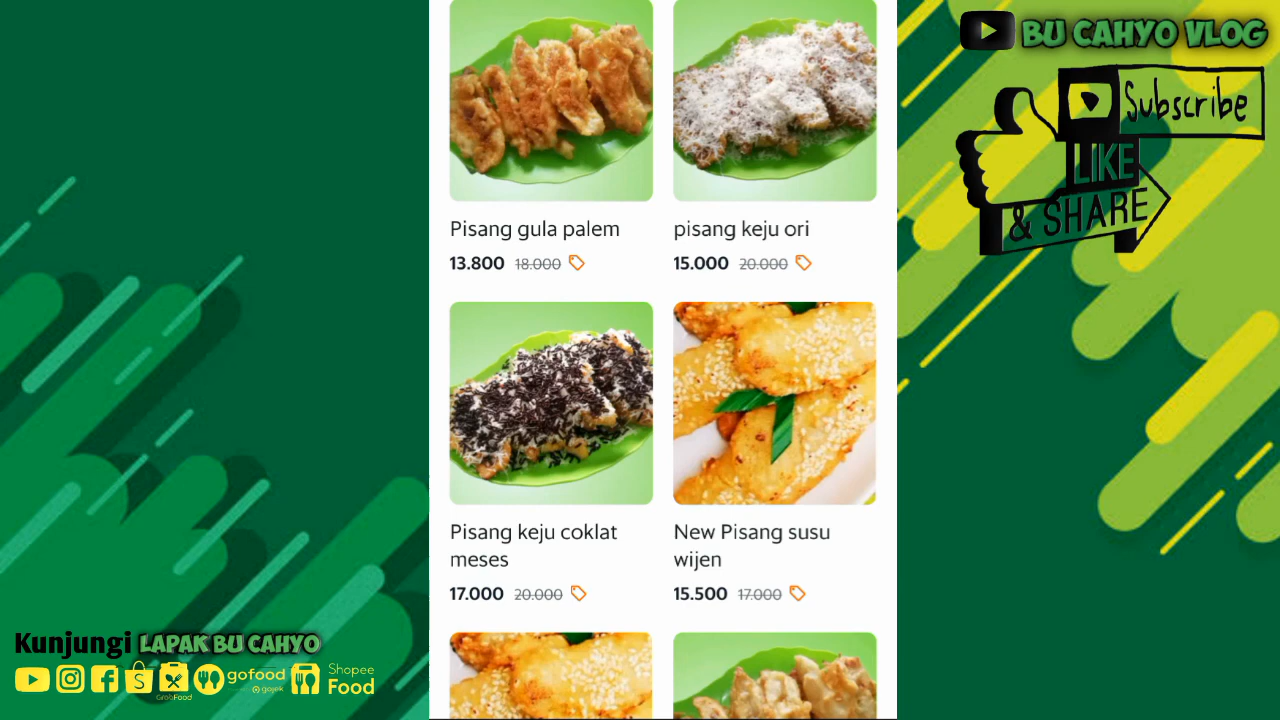 BU CAHYO VLOG
Subscribe
LIKE
& SHARE
Pisang gula palem
13.800 18.000
pisang keju ori
15.000 20.000
Pisang keju coklat
meses
17.000 20.000
New Pisang susu
wijen
15.500 17.000
Kunjungi LAPAK BU CAHYO
GrabFood
gofood
gojek
Shopee
Food